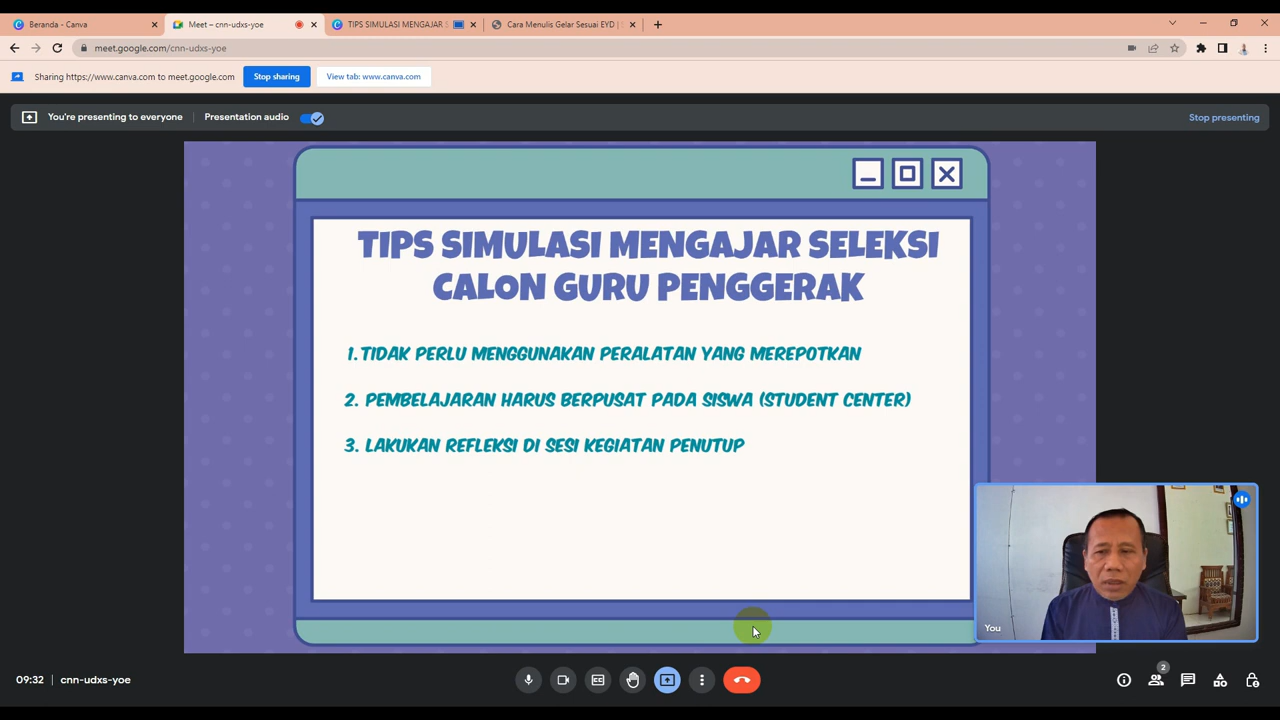 Beranda - Canva
Meet – cnn-udxs-yoe
TIPS SIMULASI MENGAJAR S
Cara Menulis Gelar Sesuai EYD |
meet.google.com/cnn-udxs-yoe
Sharing https://www.canva.com to meet.google.com
Stop sharing
View tab: www.canva.com
You're presenting to everyone
Presentation audio
Stop presenting
TIPS SIMULASI MENGAJAR SELEKSI
CALON GURU PENGGERAK
1. TIDAK PERLU MENGGUNAKAN PERALATAN YANG MEREPOTKAN
2. PEMBELAJARAN HARUS BERPUSAT PADA SISWA (STUDENT CENTER)
3. LAKUKAN REFLEKSI DI SESI KEGIATAN PENUTUP
You
09:32
cnn-udxs-yoe
2